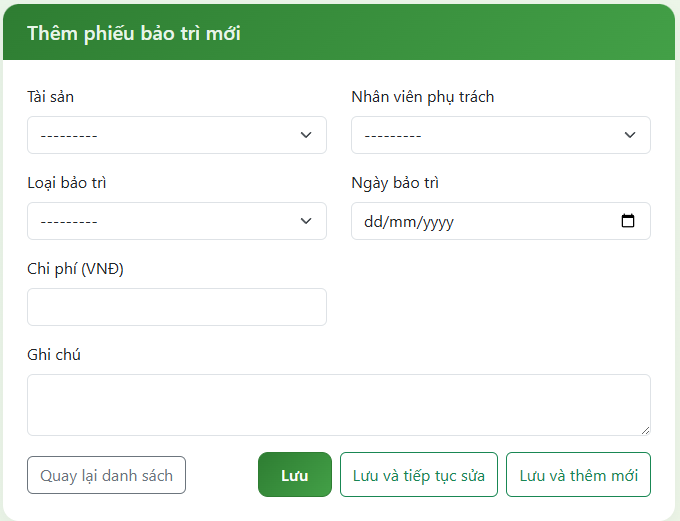 Thêm phiếu bảo trì mới
Tài sản
Nhân viên phụ trách
---------
---------
Loại bảo trì
Ngày bảo trì
---------
dd/mm/yyyy
Chi phí (VNĐ)
Ghi chú
Quay lại danh sách
Lưu
Lưu và tiếp tục sửa
Lưu và thêm mới